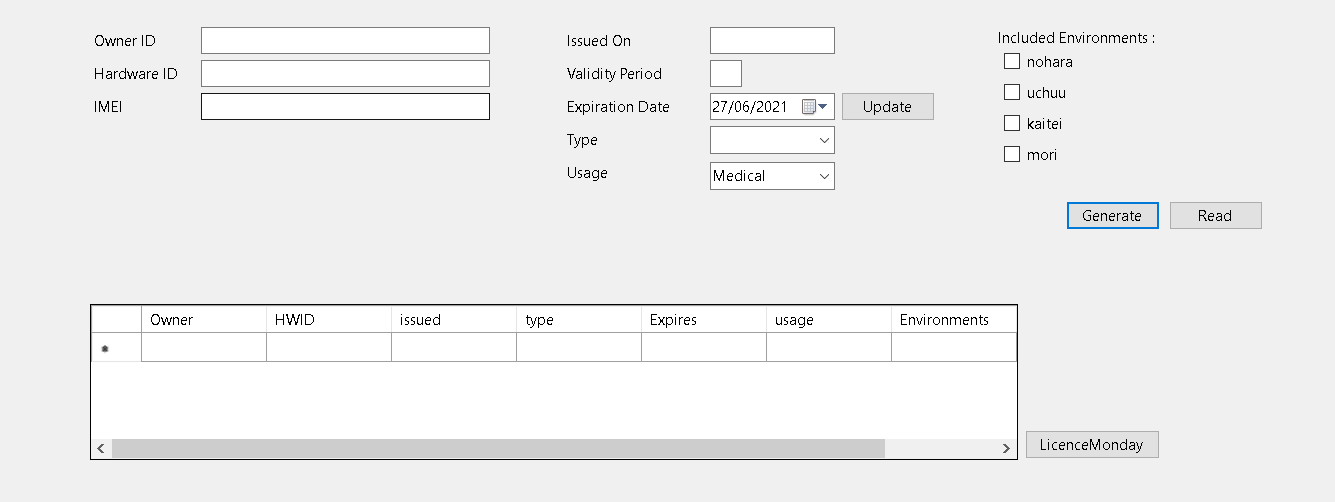 Owner ID
Hardware ID
IMEI
Issued On
Validity Period
Expiration Date 27/06/2021 Update
Type
Usage Medical
Included Environments :
nohara
uchuu
kaitei
mori
Generate Read
Owner HWID issued type Expires usage Environments
LicenceMonday